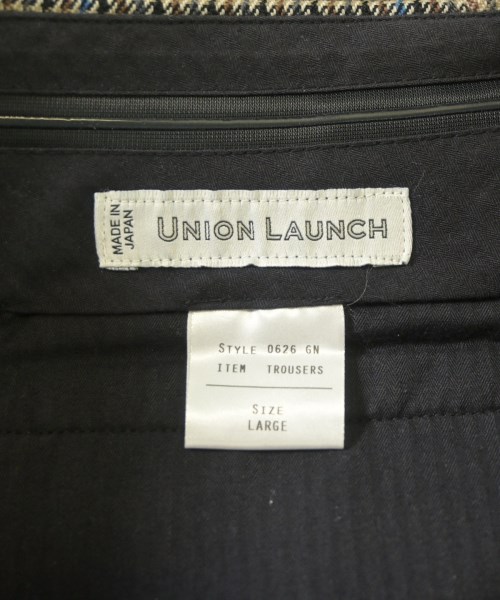 MADE IN
JAPAN
UNION LAUNCH
STYLE 0626 GN
ITEM TROUSERS
SIZE
LARGE